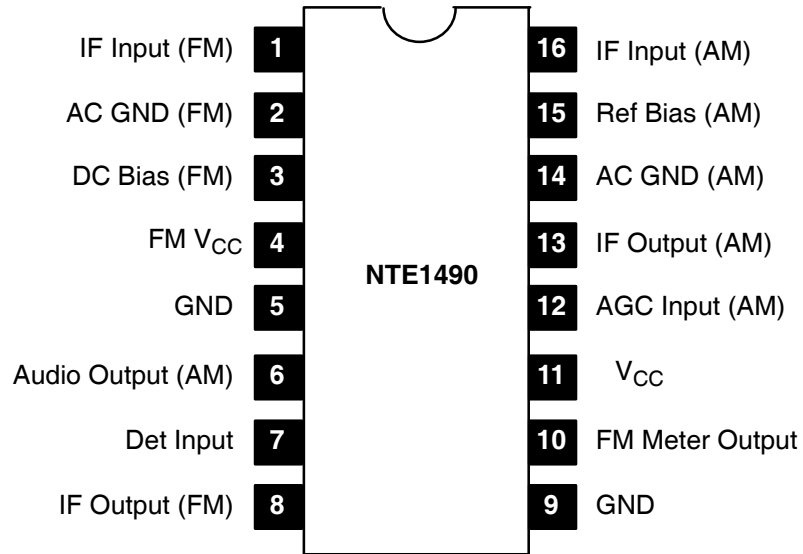 IF Input (FM) 1 16 IF Input (AM)
AC GND (FM) 2 15 Ref Bias (AM)
DC Bias (FM) 3 14 AC GND (AM)
FM VCC 4 13 IF Output (AM)
NTE1490
GND 5 12 AGC Input (AM)
Audio Output (AM) 6 11 VCC
Det Input 7 10 FM Meter Output
IF Output (FM) 8 9 GND